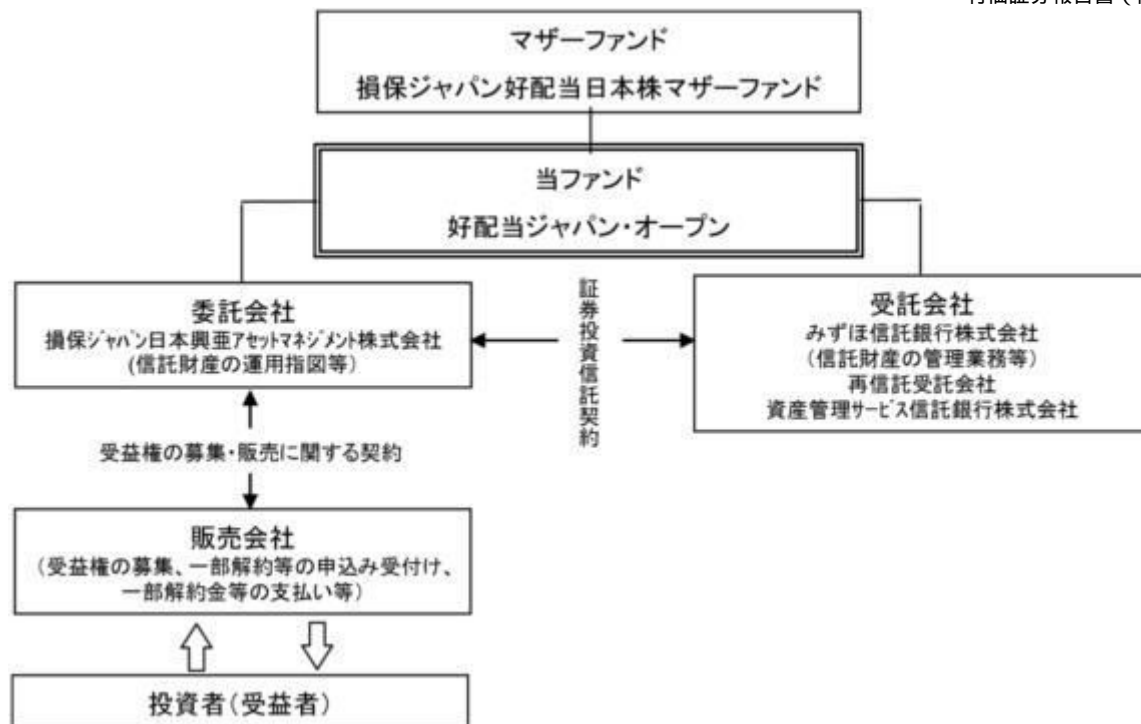 マザーファンド
損保ジャパン好配当日本株マザーファンド
当ファンド
好配当ジャパン・オープン
委託会社
損保ジャパン日本興亜アセットマネジメント株式会社
(信託財産の運用指図等)
証券投資信託契約
受託会社
みずほ信託銀行株式会社
(信託財産の管理業務等)
再信託受託会社
資産管理サービス信託銀行株式会社
受益権の募集・販売に関する契約
販売会社
(受益権の募集、一部解約等の申込み受付け、
一部解約金等の支払い等)
投資者(受益者)